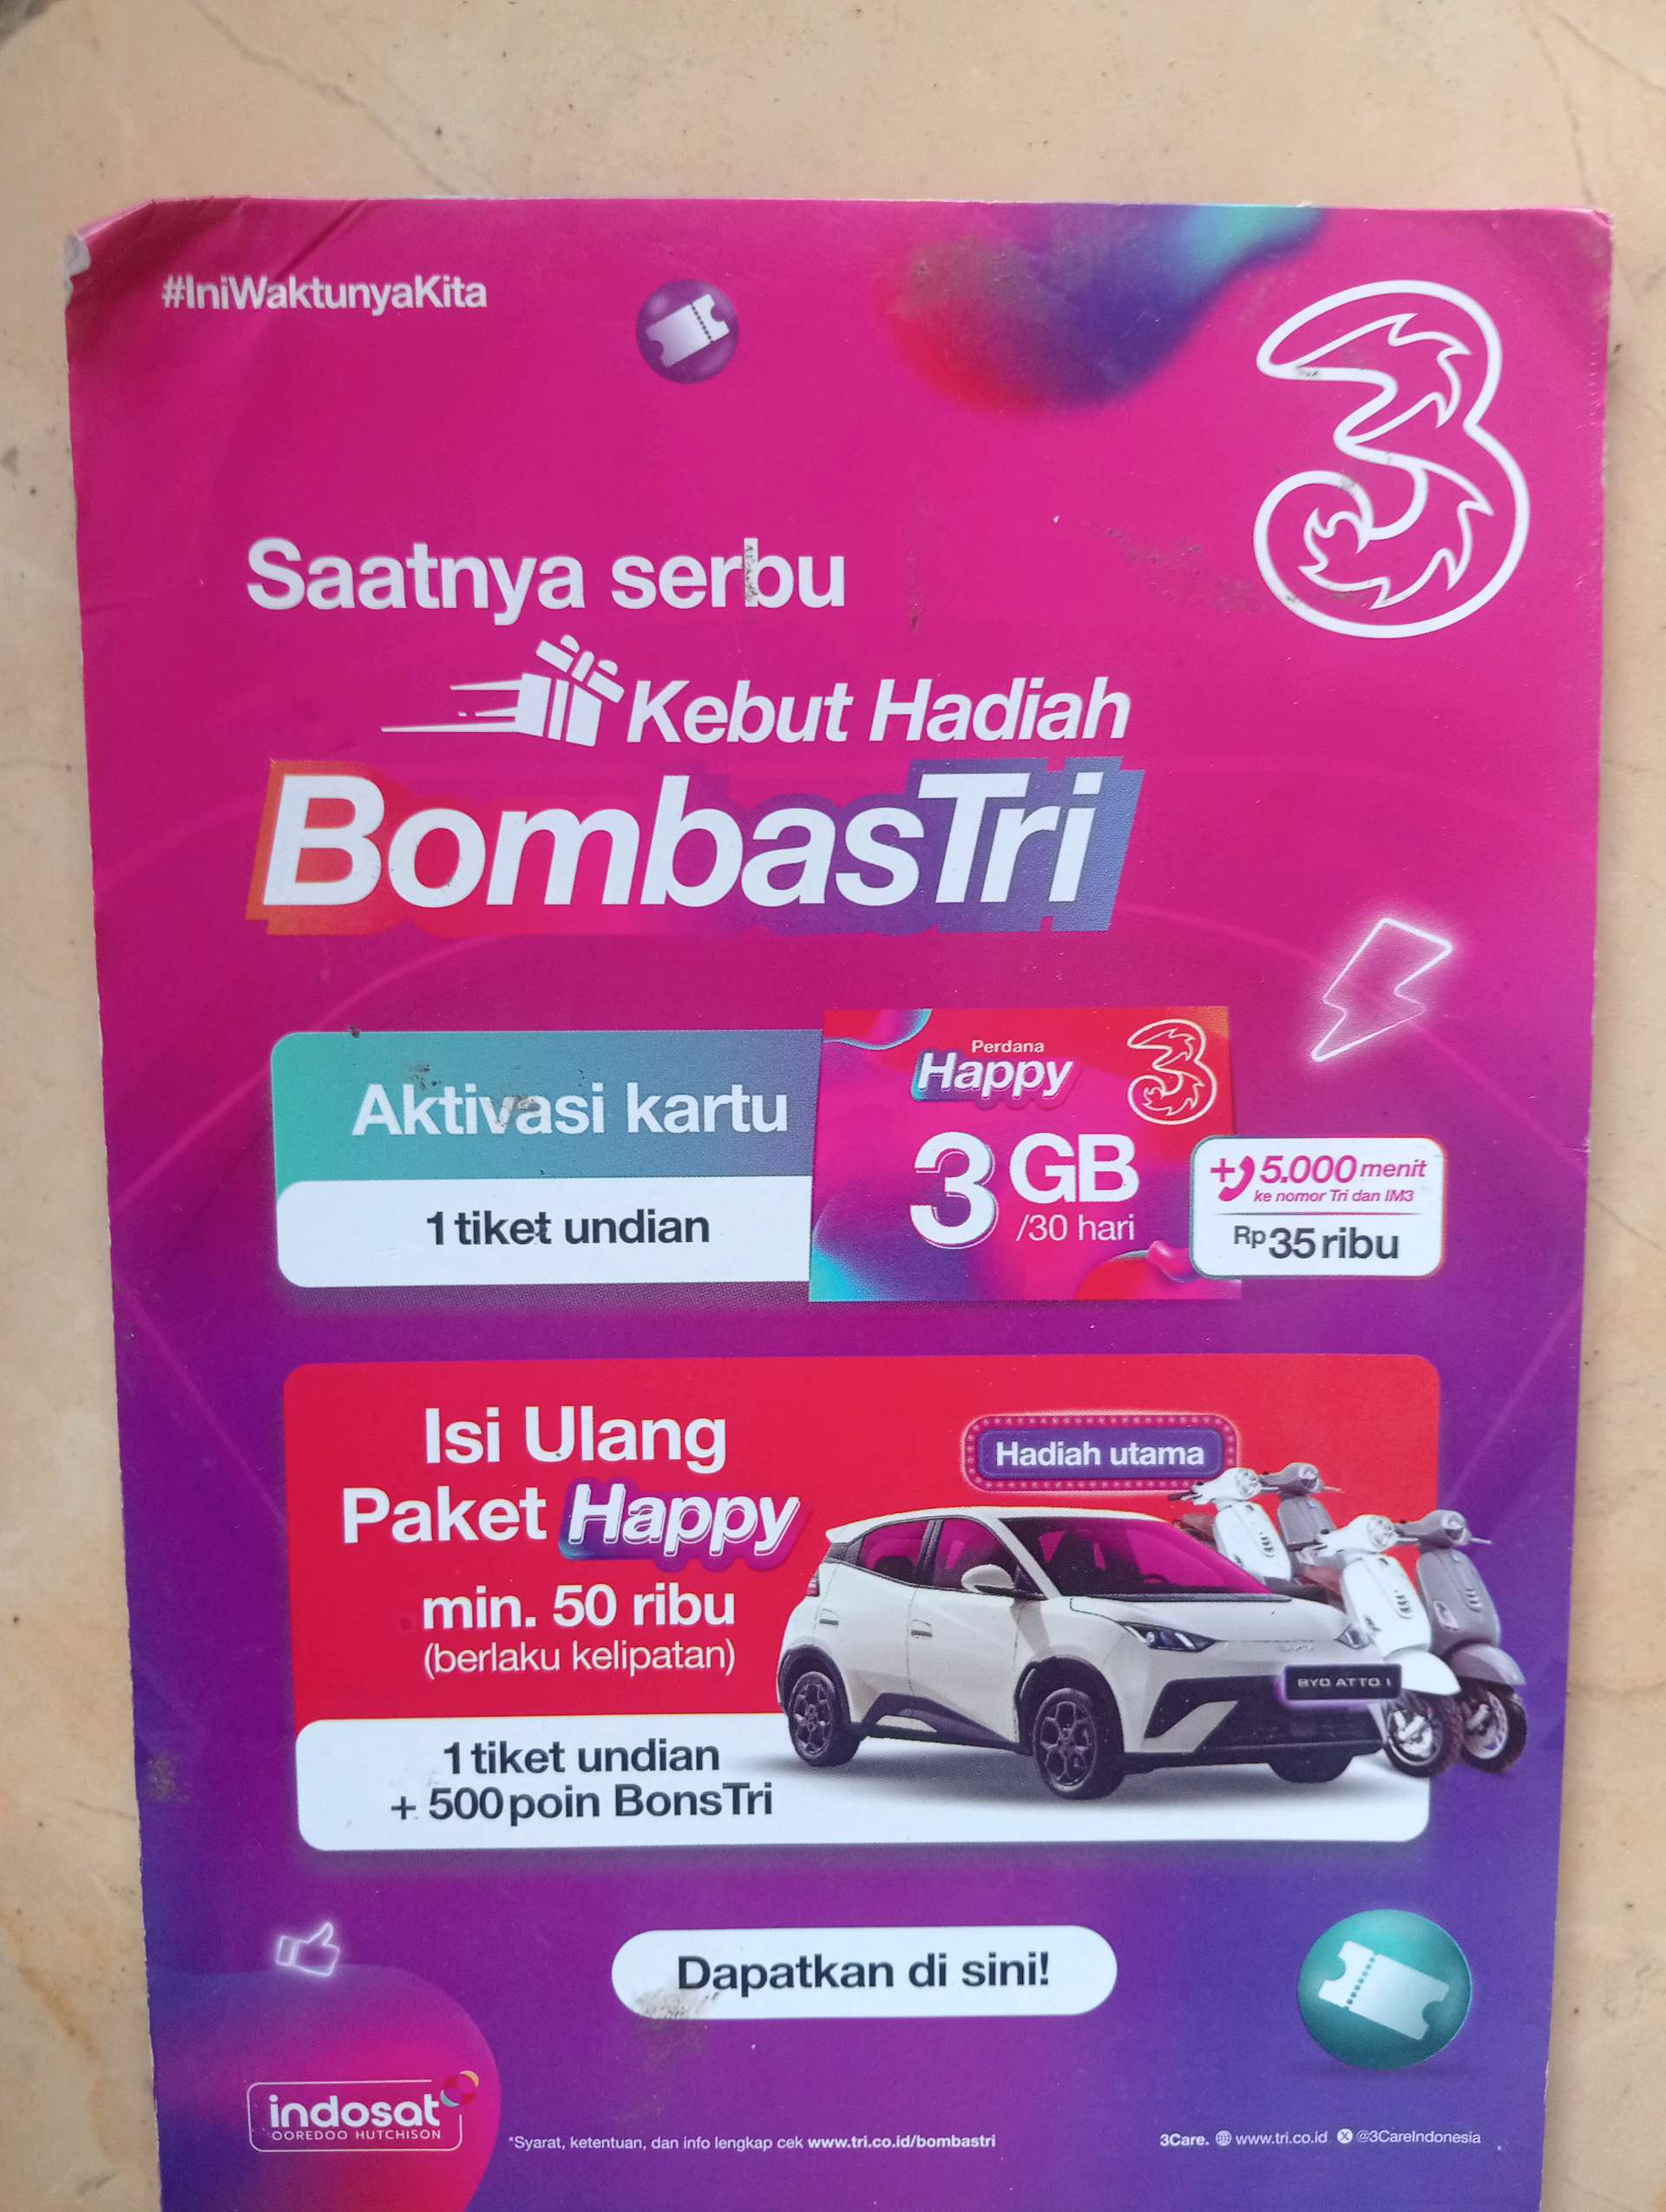 #IniWaktunyaKita
3
Saatnya serbu
Kebut Hadiah
BombasTri
Aktivasi kartu
1 tiket undian
Perdana
Happy
3
3 GB
/30 hari
+ 5.000 menit
ke nomor Tri dan IM3
Rp35 ribu
Isi Ulang
Paket Happy
min. 50 ribu
(berlaku kelipatan)
Hadiah utama
BYD ATTO 1
1 tiket undian
+ 500 poin BonsTri
Dapatkan di sini!
indosat
OOREDOO HUTCHISON
*Syarat, ketentuan, dan info lengkap cek www.tri.co.id/bombastri
3Care. www.tri.co.id X @3CareIndonesia